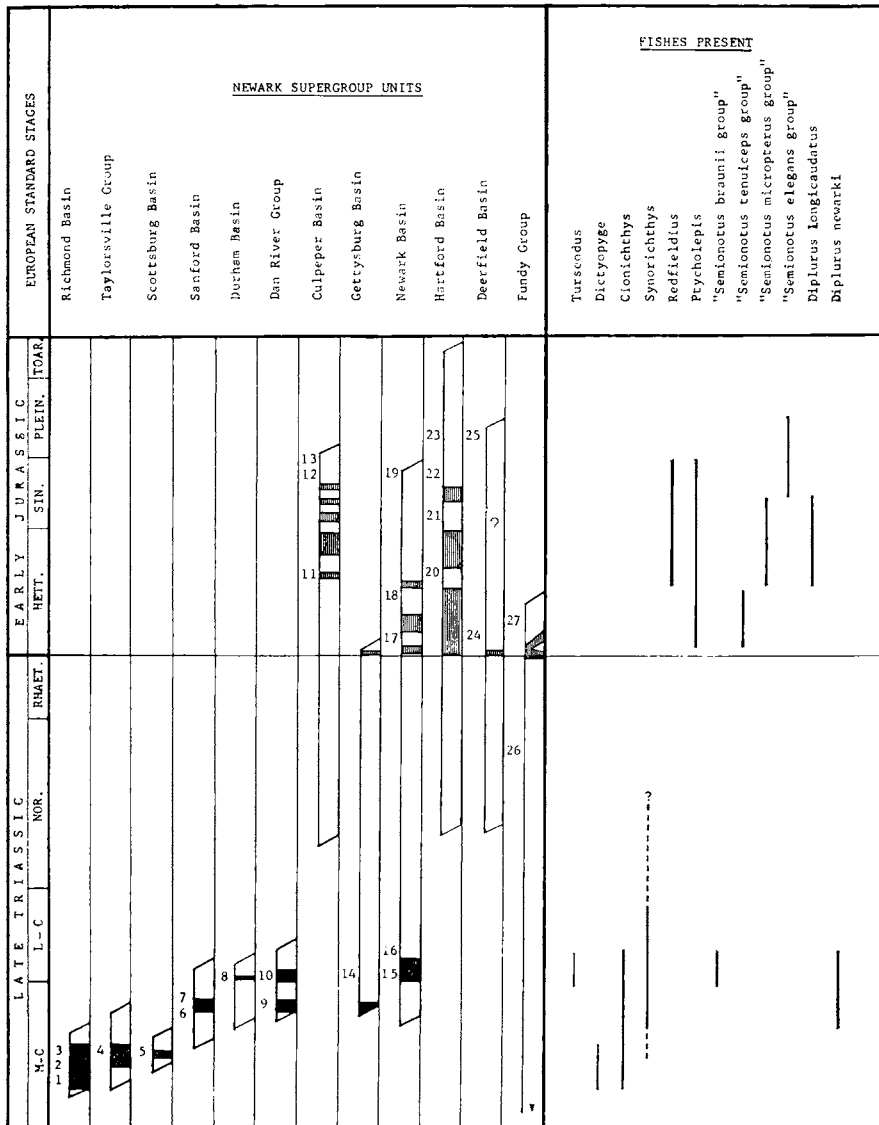 FISHES PRESENT
NEWARK SUPERGROUP UNITS
EUROPEAN STANDARD STAGES
Richmond Basin
Taylorsville Group
Scottsburg Basin
Sanford Basin
Durham Basin
Dan River Group
Culpeper Basin
Gettysburg Basin
Newark Basin
Hartford Basin
Deerfield Basin
Fundy Group
Turseodus
Dictyopyge
Cionichthys
Synorichthys
Redfieldius
Ptycholepis
"Semionotus braunii group"
"Semionotus tenuiceps group"
"Semionotus micropterus group"
"Semionotus elegans group"
Diplurus longicaudatus
Diplurus newarki
EARLY JURASSIC
TOAR.
PLEIN.
SIN.
HETT.
LATE TRIASSIC
RHAET.
NOR.
L-C
M-C
23 25
13
12 19 22
21 ?
11 20
18
17 24 27
26
?
16
8 10 14 15
7
6 9
3 4 5
2
1